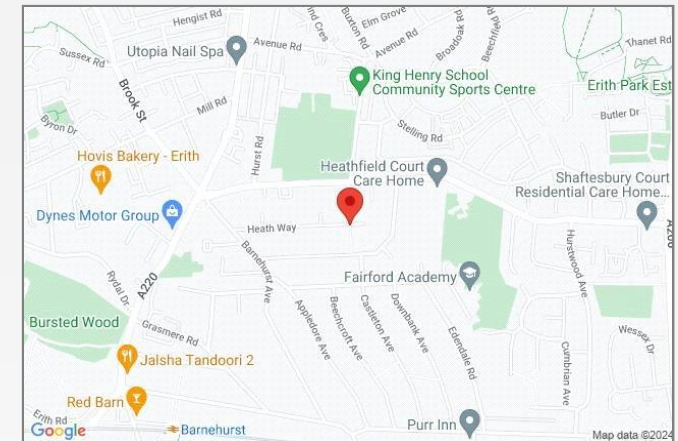 Hengist Rd
ind Cres
Buxton Rd
Elm Grove
Avenue Rd
Broadoak Rd
Beechfie
Thanet Rd
Sussex Rd
Utopia Nail Spa
Avenue Rd
Brook St
King Henry School
Community Sports Centre
Erith Park Est
Mill Rd
Butler Dr
Byron Dr
Stelling Rd
Hurst Rd
Hovis Bakery - Erith
Heathfield Court
Care Home
Shaftesbury Court
Residential Care Home...
Dynes Motor Group
Heath Way
A206
Barnehurst Ave
Hurstwood Ave
Rydal Dr
A220
Fairford Academy
Bursted Wood
Appledore Ave
Beechcroft Ave
Castleton Ave
Downbank Ave
Edendale Rd
Grasmere Rd
Wessex Dr
Jalsha Tandoori 2
Cumbrian Ave
Red Barn
Erith Rd
Barnehurst
Purr Inn
Google
Map data ©2024